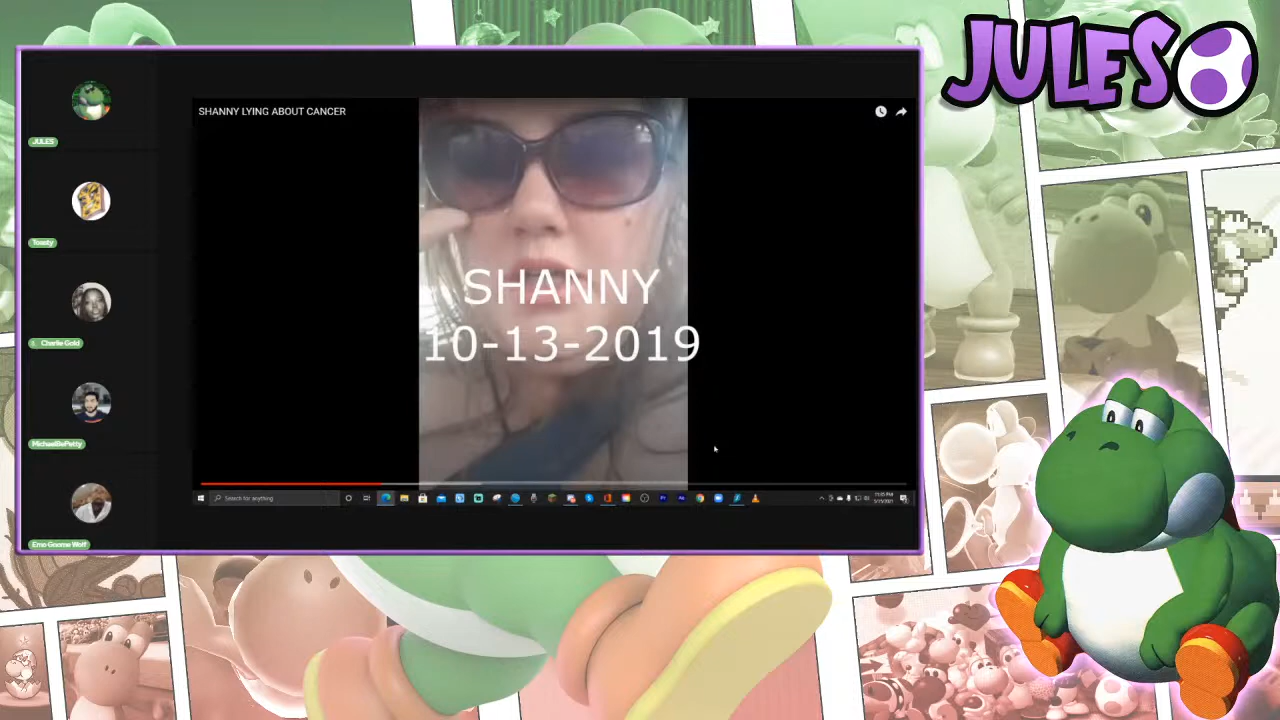 JULES
JULES
SHANNY LYING ABOUT CANCER
SHANNY
10-13-2019
Toasty
Charlie Gold
MichaelBePetty
Emo Gnome Wolf
Search for anything